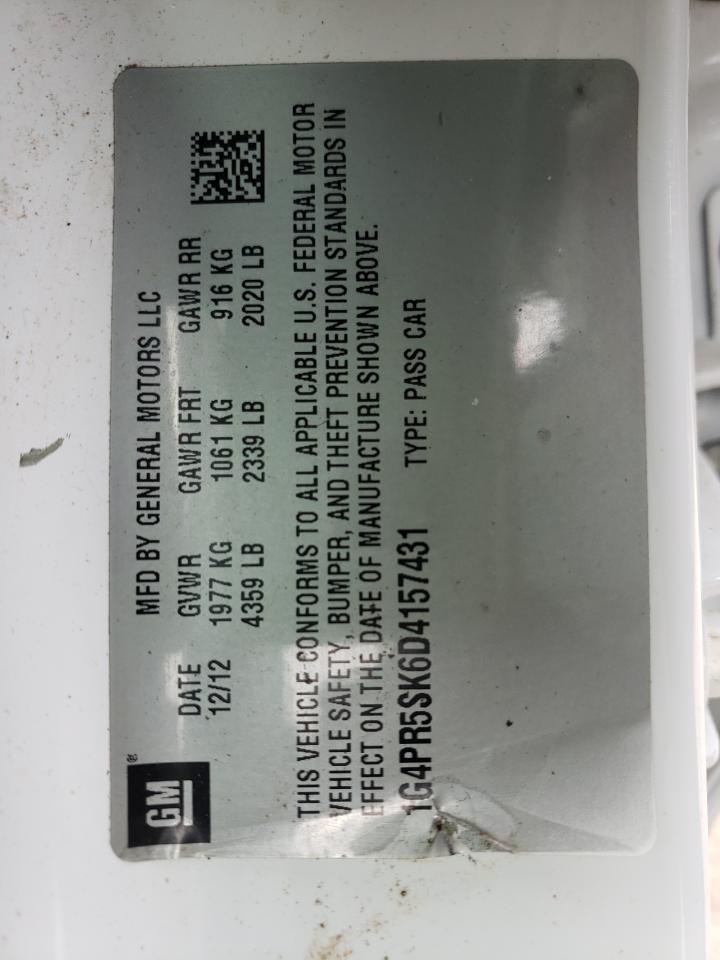 GM®
MFD BY GENERAL MOTORS LLC
DATE GVWR GAWR FRT GAWR RR
12/12 1977 KG 1061 KG 916 KG
4359 LB 2339 LB 2020 LB
THIS VEHICLE CONFORMS TO ALL APPLICABLE U.S. FEDERAL MOTOR
VEHICLE SAFETY, BUMPER, AND THEFT PREVENTION STANDARDS IN
EFFECT ON THE DATE OF MANUFACTURE SHOWN ABOVE.
1G4PR5SK6D4157431 TYPE: PASS CAR